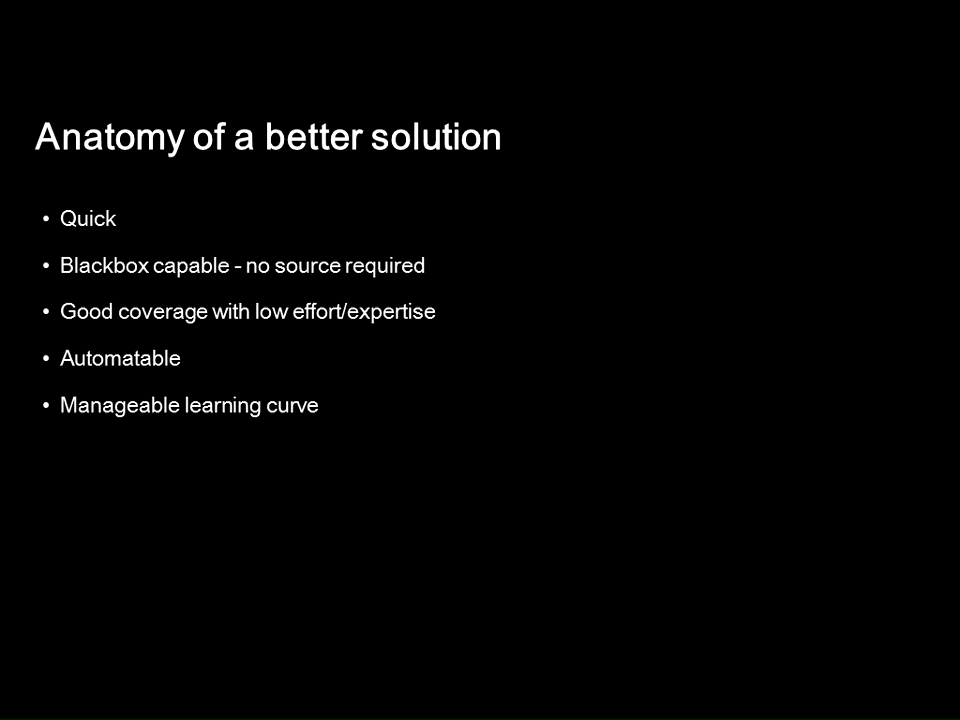 Anatomy of a better solution
• Quick
• Blackbox capable - no source required
• Good coverage with low effort/expertise
• Automatable
• Manageable learning curve